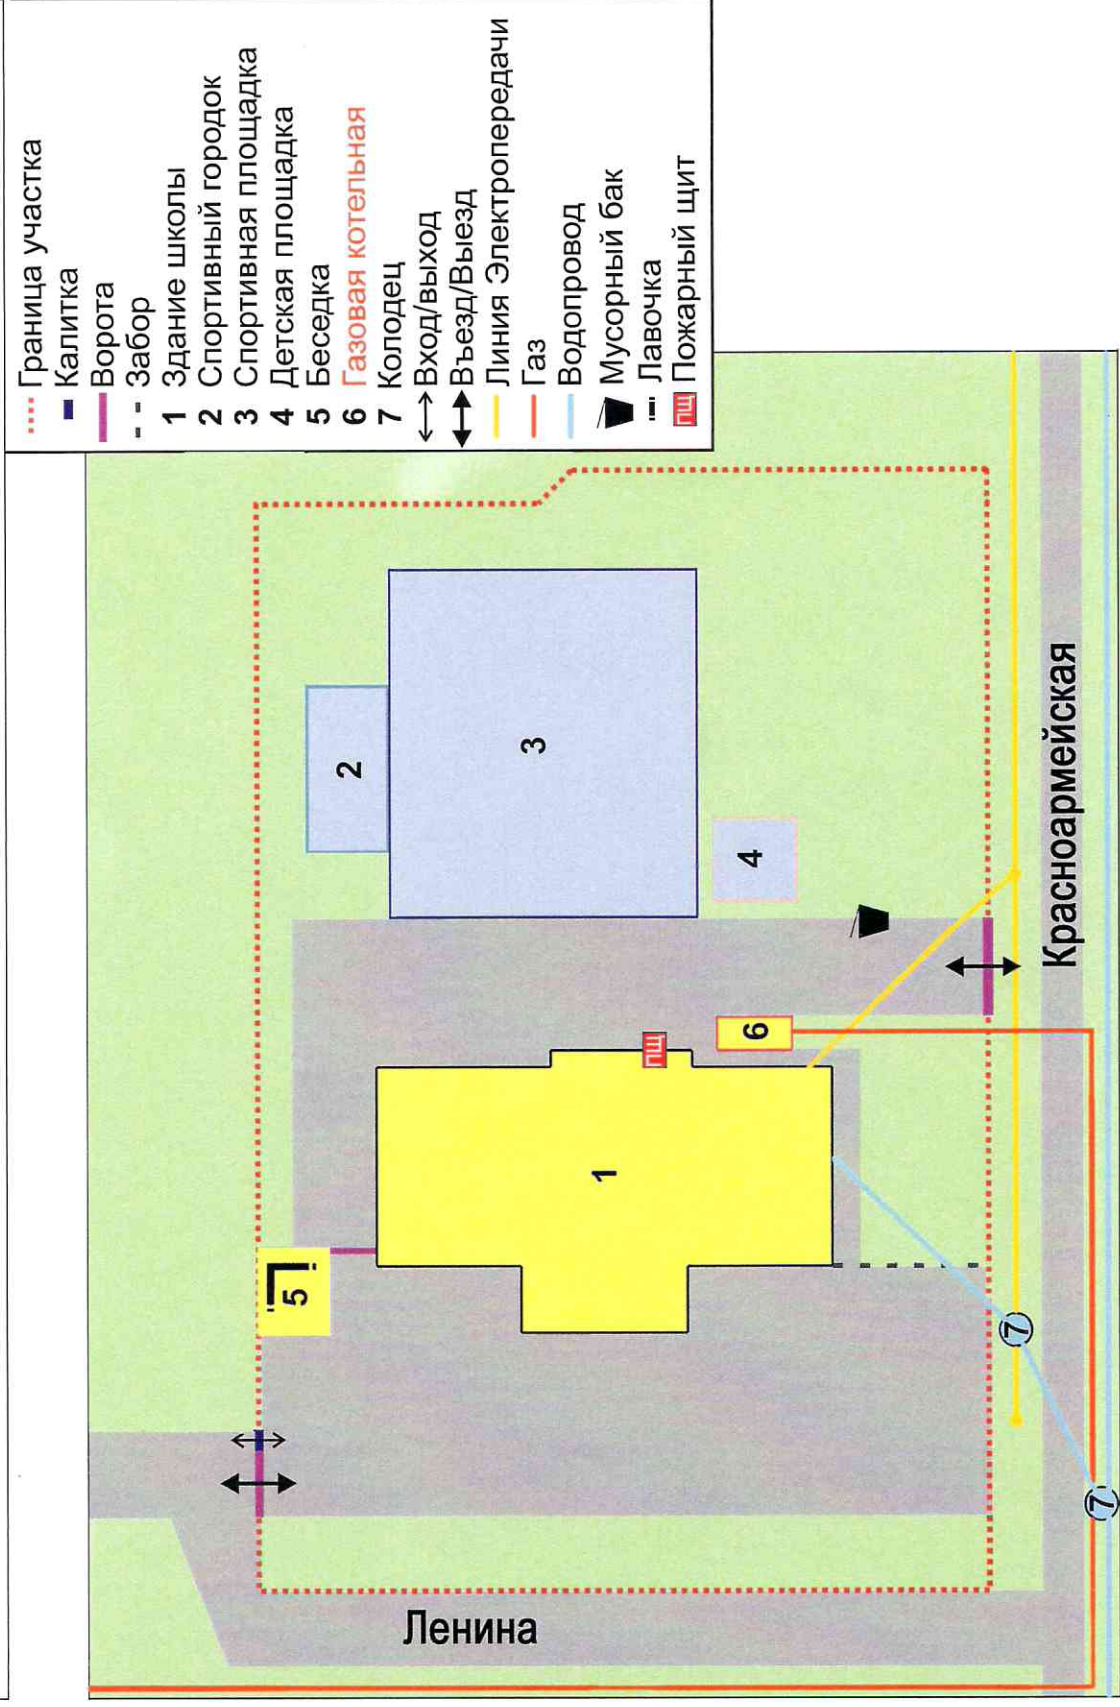 Граница участка
Калитка
Ворота
Забор
1 Здание школы
2 Спортивный городок
3 Спортивная площадка
4 Детская площадка
5 Беседка
6 Газовая котельная
7 Колодец
Вход/выход
Въезд/Выезд
Линия Электропередачи
Газ
Водопровод
Мусорный бак
Лавочка
ПЩ Пожарный щит
5
1
ПЩ
6
2
3
4
7
7
Ленина
Красноармейская